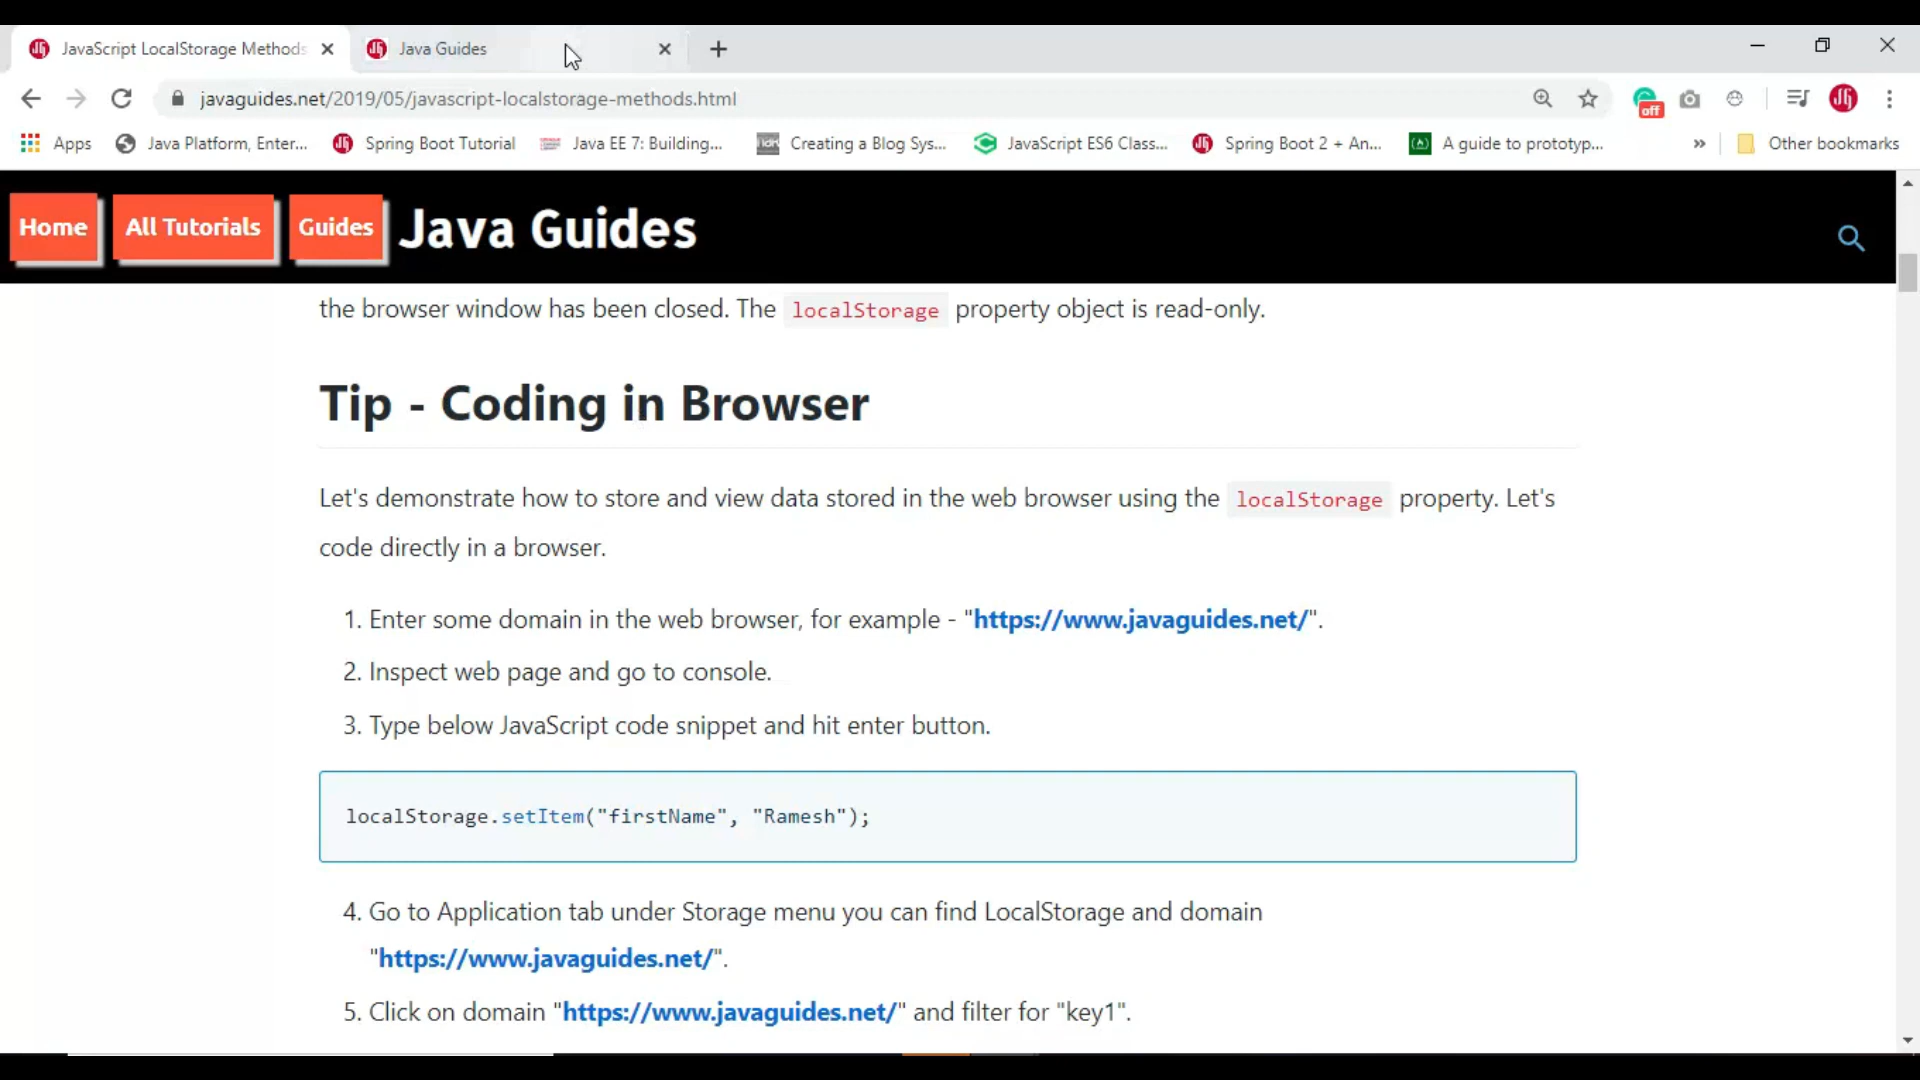 JavaScript LocalStorage Methods
Java Guides
javaguides.net/2019/05/javascript-localstorage-methods.html
off
Apps
Java Platform, Enter...
Spring Boot Tutorial
Java EE 7: Building...
Creating a Blog Sys...
JavaScript ES6 Class...
Spring Boot 2 + An...
A guide to prototyp...
»
Other bookmarks
Home
All Tutorials
Guides
Java Guides
the browser window has been closed. The localStorage property object is read-only.
Tip - Coding in Browser
Let's demonstrate how to store and view data stored in the web browser using the localStorage property. Let's
code directly in a browser.
1. Enter some domain in the web browser, for example - "https://www.javaguides.net/".
2. Inspect web page and go to console.
3. Type below JavaScript code snippet and hit enter button.
localStorage.setItem("firstName", "Ramesh");
4. Go to Application tab under Storage menu you can find LocalStorage and domain
"https://www.javaguides.net/".
5. Click on domain "https://www.javaguides.net/" and filter for "key1".